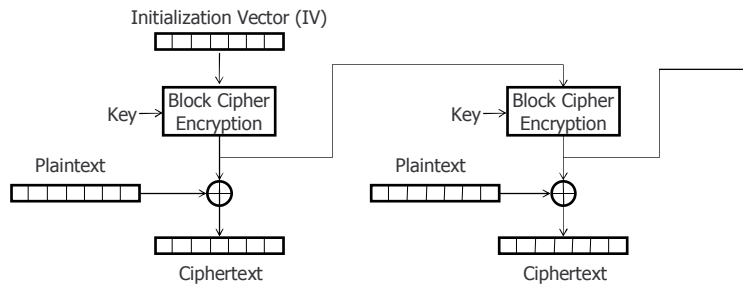 Initialization Vector (IV)
Key
Block Cipher
Encryption
Key
Block Cipher
Encryption
Plaintext
Plaintext
Ciphertext
Ciphertext